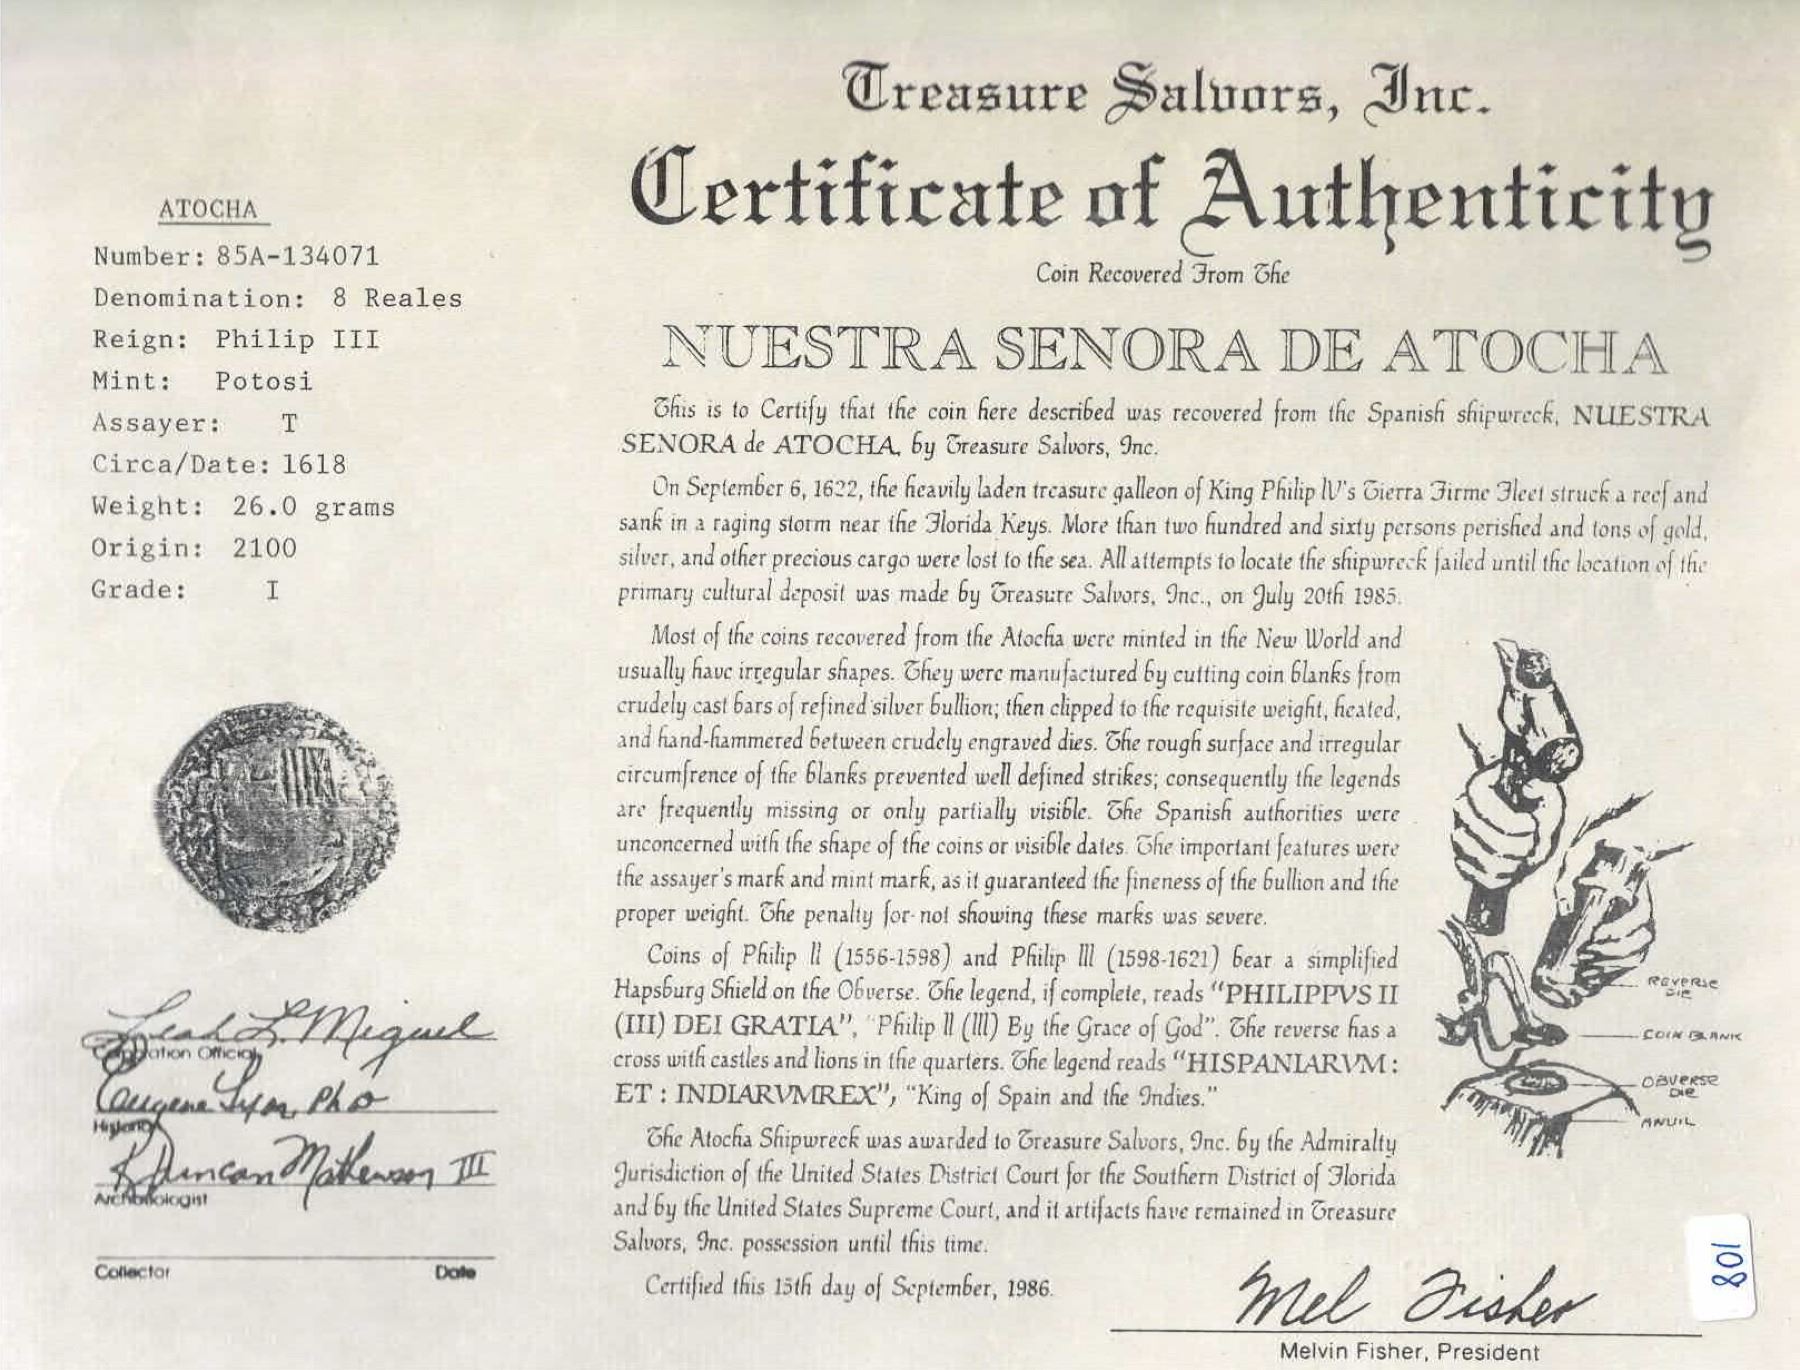 Treasure Salvors, Inc.
Certificate of Authenticity
Coin Recovered From The
NUESTRA SENORA DE ATOCHA
ATOCHA
Number: 85A-134071
Denomination: 8 Reales
Reign: Philip III
Mint: Potosi
Assayer: T
Circa/Date: 1618
Weight: 26.0 grams
Origin: 2100
Grade: I
This is to Certify that the coin here described was recovered from the Spanish shipwreck, NUESTRA
SENORA de ATOCHA, by Treasure Salvors, Inc.
On September 6, 1622, the heavily laden treasure galleon of King Philip IV's Tierra Firme Fleet struck a reef and
sank in a raging storm near the Florida Keys. More than two hundred and sixty persons perished and tons of gold,
silver, and other precious cargo were lost to the sea. All attempts to locate the shipwreck failed until the location of the
primary cultural deposit was made by Treasure Salvors, Inc., on July 20th 1985.
Most of the coins recovered from the Atocha were minted in the New World and
usually have irregular shapes. They were manufactured by cutting coin blanks from
crudely cast bars of refined silver bullion; then clipped to the requisite weight, heated,
and hand-hammered between crudely engraved dies. The rough surface and irregular
circumfrence of the blanks prevented well defined strikes; consequently the legends
are frequently missing or only partially visible. The Spanish authorities were
unconcerned with the shape of the coins or visible dates. The important features were
the assayer's mark and mint mark, as it guaranteed the fineness of the bullion and the
proper weight. The penalty for not showing these marks was severe.
Coins of Philip II (1556-1598) and Philip III (1598-1621) bear a simplified
Hapsburg Shield on the Obverse. The legend, if complete, reads "PHILIPPVS II
(III) DEI GRATIA", "Philip II (III) By the Grace of God". The reverse has a
cross with castles and lions in the quarters. The legend reads "HISPANIARVM:
ET : INDIARVMREX", "King of Spain and the Indies."
The Atocha Shipwreck was awarded to Treasure Salvors, Inc. by the Admiralty
Jurisdiction of the United States District Court for the Southern District of Florida
and by the United States Supreme Court, and it artifacts have remained in Treasure
Salvors, Inc. possession until this time.
Certified this 15th day of September, 1986.
REVERSE
DIE
COIN BLANK
OBVERSE
DIE
ANVIL
Leah L. Miguel
Corporation Official
Eugene Lyon, PhD
Historian
R Duncan Mathewson III
Archaeologist
Collector Date
Mel Fisher
Melvin Fisher, President
108